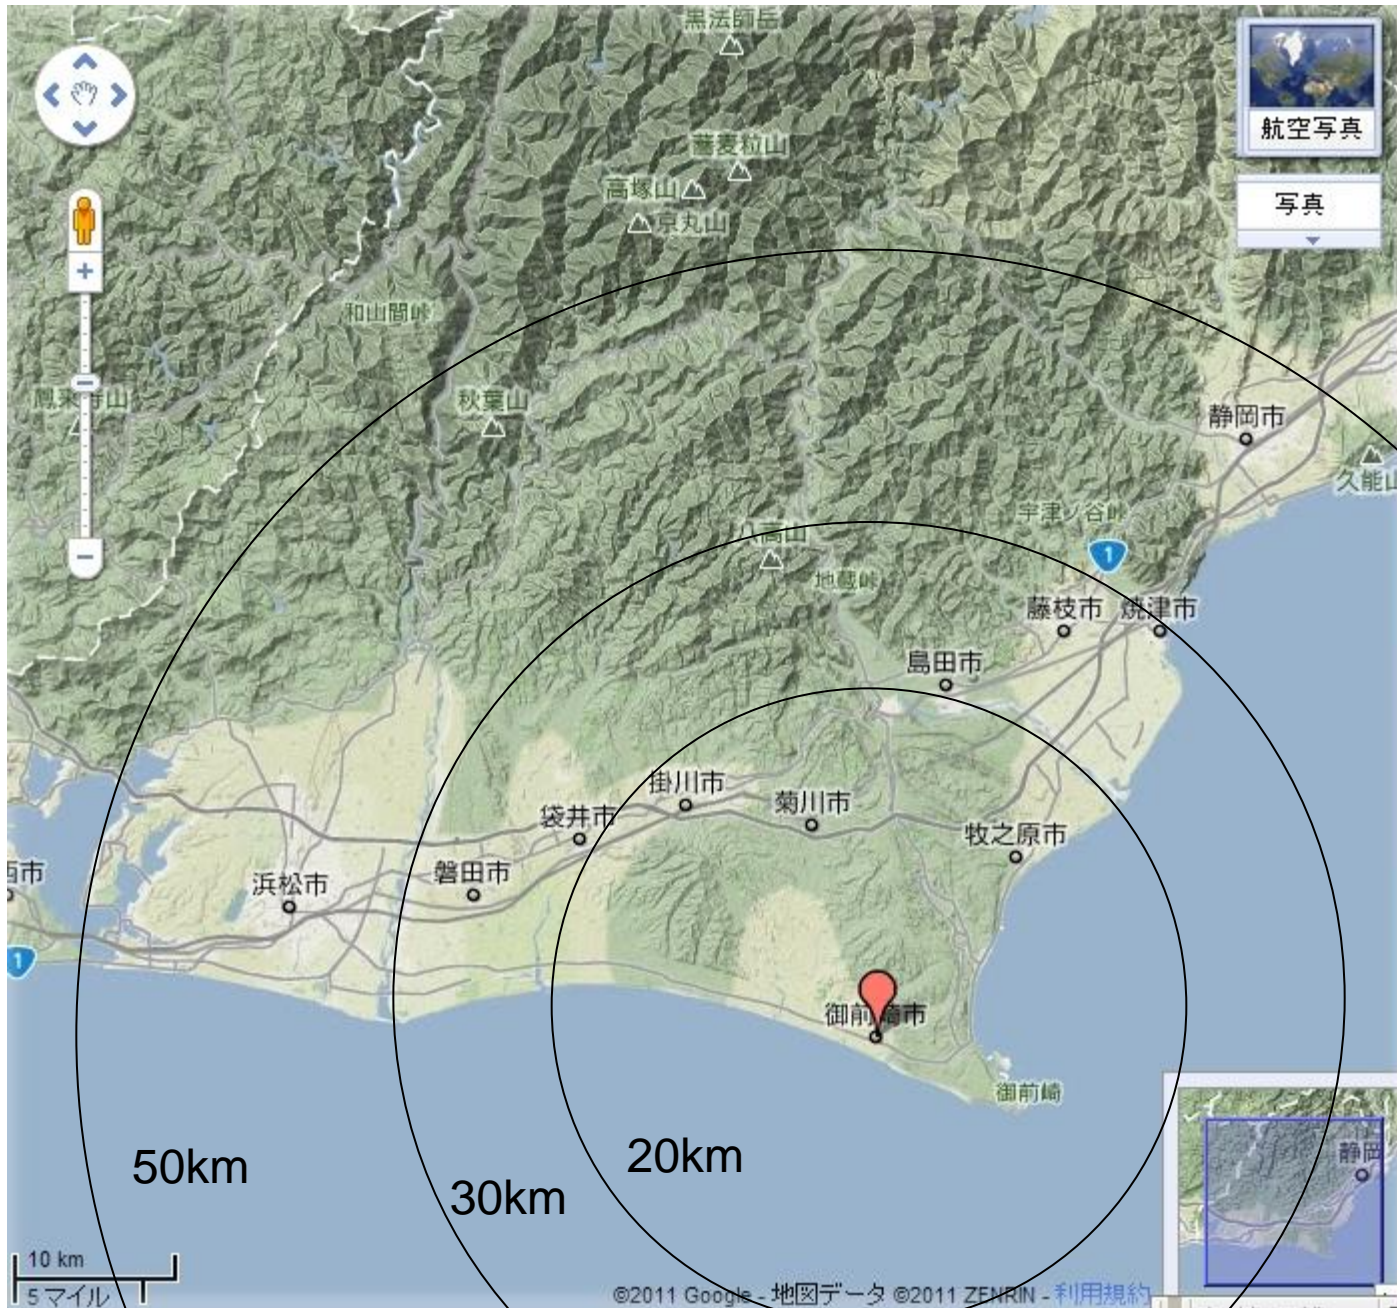 黒法師岳
航空写真
蕎麦粒山
高塚山
京丸山
写真
和山間峠
秋葉山
静岡市
久能山
宇津ノ谷峠
八高山
1
地蔵峠
藤枝市
焼津市
島田市
掛川市
菊川市
袋井市
牧之原市
西市
磐田市
浜松市
1
御前崎市
御前崎
50km
30km
20km
静岡
10 km
5 マイル
©2011 Google - 地図データ ©2011 ZENRIN - 利用規約